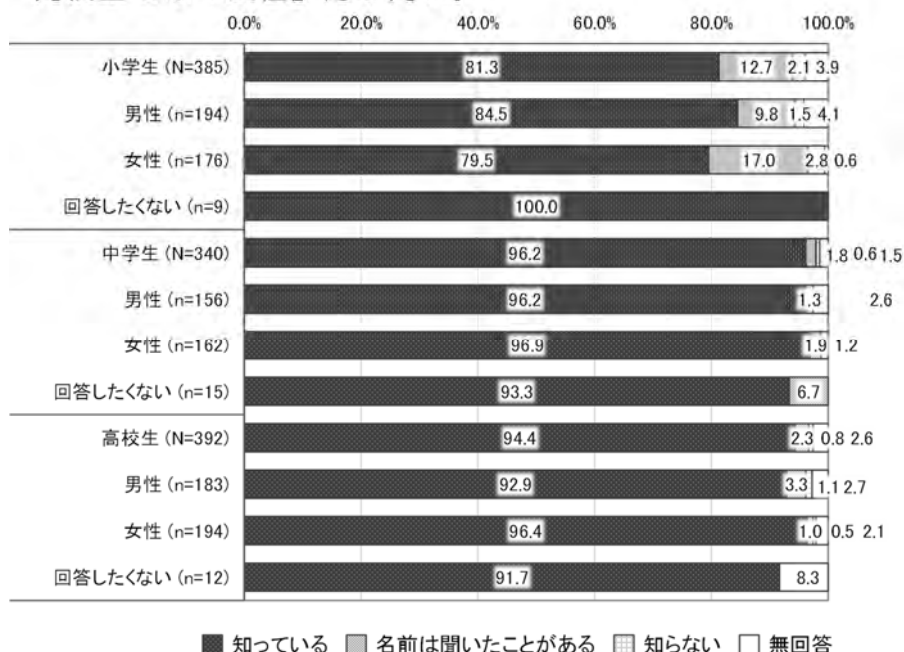 0.0% 20.0% 40.0% 60.0% 80.0% 100.0%
小学生 (N=385) 81.3 12.7 2.1 3.9
男性 (n=194) 84.5 9.8 1.5 4.1
女性 (n=176) 79.5 17.0 2.8 0.6
回答したくない (n=9) 100.0
中学生 (N=340) 96.2 1.8 0.6 1.5
男性 (n=156) 96.2 1.3 2.6
女性 (n=162) 96.9 1.9 1.2
回答したくない (n=15) 93.3 6.7
高校生 (N=392) 94.4 2.3 0.8 2.6
男性 (n=183) 92.9 3.3 1.1 2.7
女性 (n=194) 96.4 1.0 0.5 2.1
回答したくない (n=12) 91.7 8.3
知っている 名前は聞いたことがある 知らない 無回答